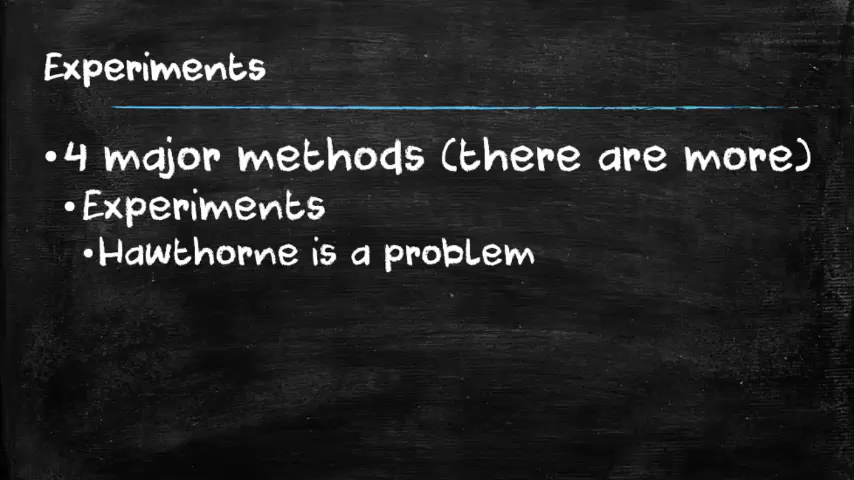 Experiments
•4 major methods (there are more)
•Experiments
•Hawthorne is a problem